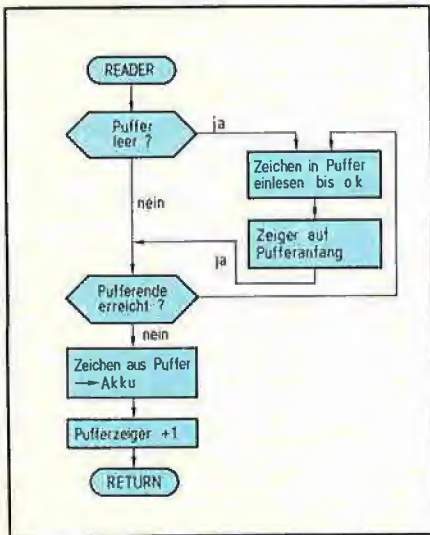 READER
Puffer
leer ?
ja
Zeichen in Puffer
einlesen bis ok
nein
Zeiger auf
Pufferanfang
ja
Pufferende
erreicht ?
nein
Zeichen aus Puffer
→ Akku
Pufferzeiger +1
RETURN